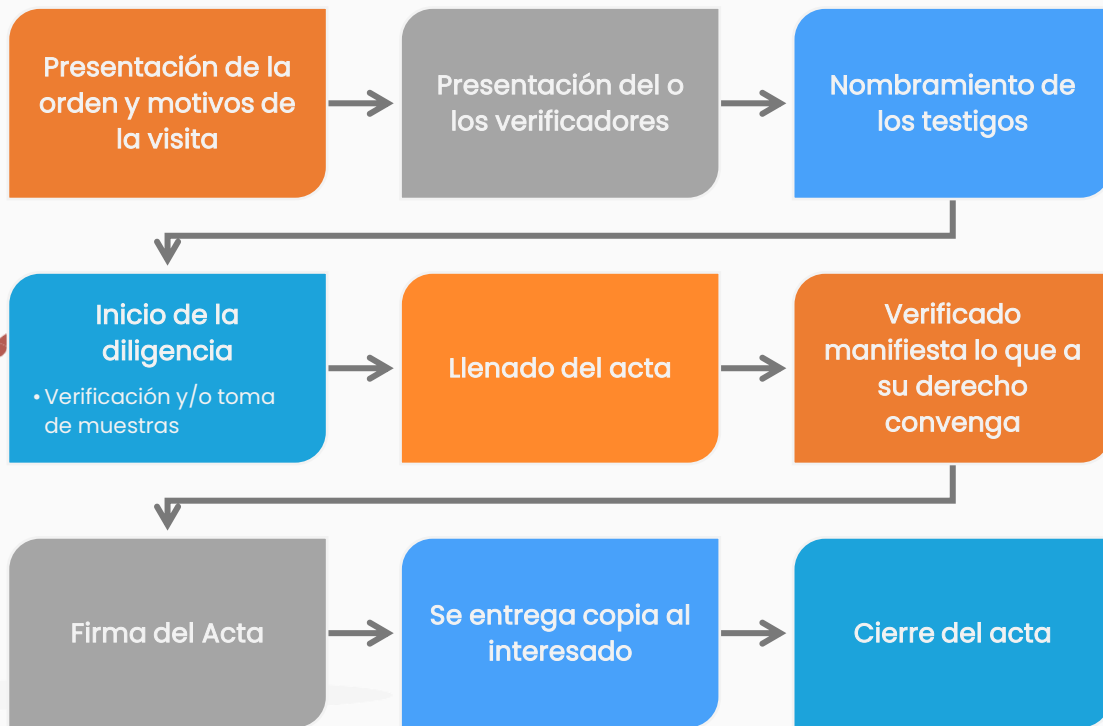 Presentación de la
orden y motivos de
la visita
Presentación del o
los verificadores
Nombramiento de
los testigos
Inicio de la
diligencia
• Verificación y/o toma
de muestras
Llenado del acta
Verificado
manifiesta lo que a
su derecho
convenga
Firma del Acta
Se entrega copia al
interesado
Cierre del acta